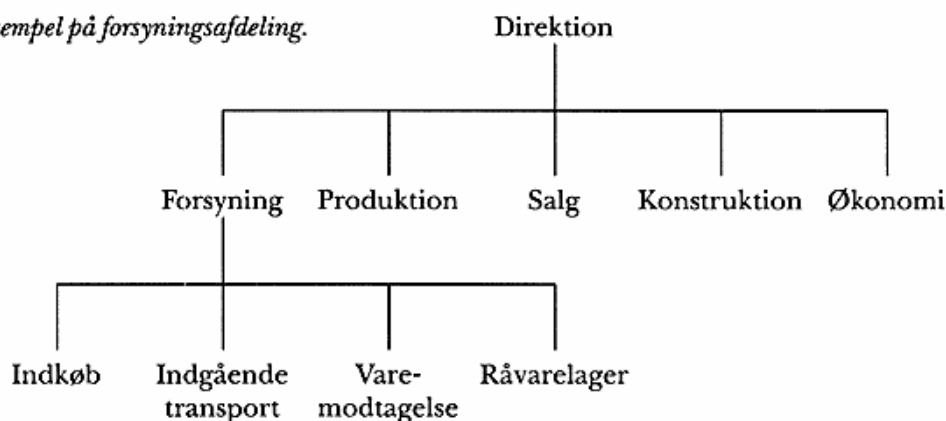 empel på forsyningsafdeling.
Direktion
Forsyning Produktion Salg Konstruktion Økonomi
Indkøb Indgående Vare- Råvarelager
transport modtagelse